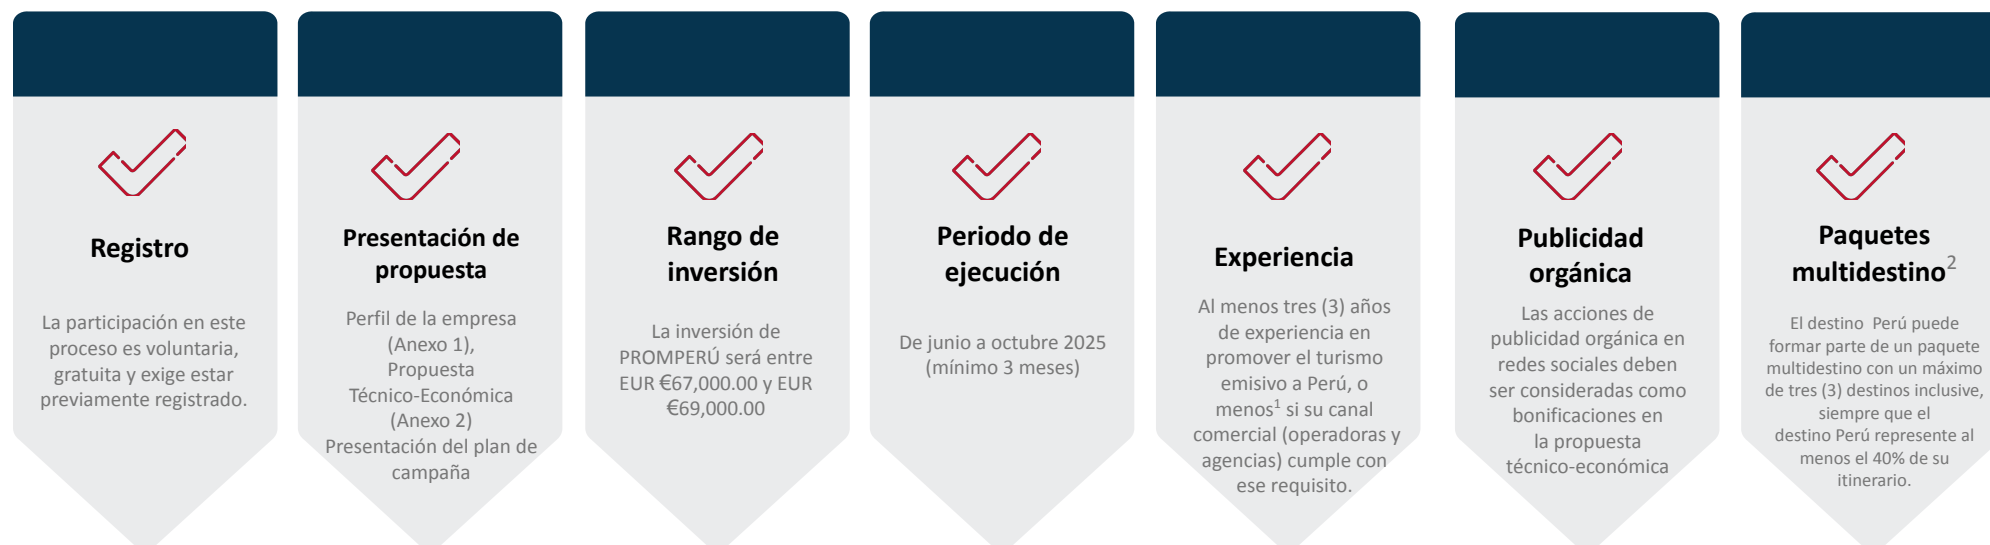 Registro
La participación en este
proceso es voluntaria,
gratuita y exige estar
previamente registrado.
Presentación de
propuesta
Perfil de la empresa
(Anexo 1),
Propuesta
Técnico-Económica
(Anexo 2)
Presentación del plan de
campaña
Rango de
inversión
La inversión de
PROMPERÚ será entre
EUR €67,000.00 y EUR
€69,000.00
Periodo de
ejecución
De junio a octubre 2025
(mínimo 3 meses)
Experiencia
Al menos tres (3) años
de experiencia en
promover el turismo
emisivo a Perú, o
menos1 si su canal
comercial (operadoras y
agencias) cumple con
ese requisito.
Publicidad
orgánica
Las acciones de
publicidad orgánica en
redes sociales deben
ser consideradas como
bonificaciones en
la propuesta
técnico-económica
Paquetes
multidestino2
El destino Perú puede
formar parte de un paquete
multidestino con un máximo
de tres (3) destinos inclusive,
siempre que el
destino Perú represente al
menos el 40% de su
itinerario.